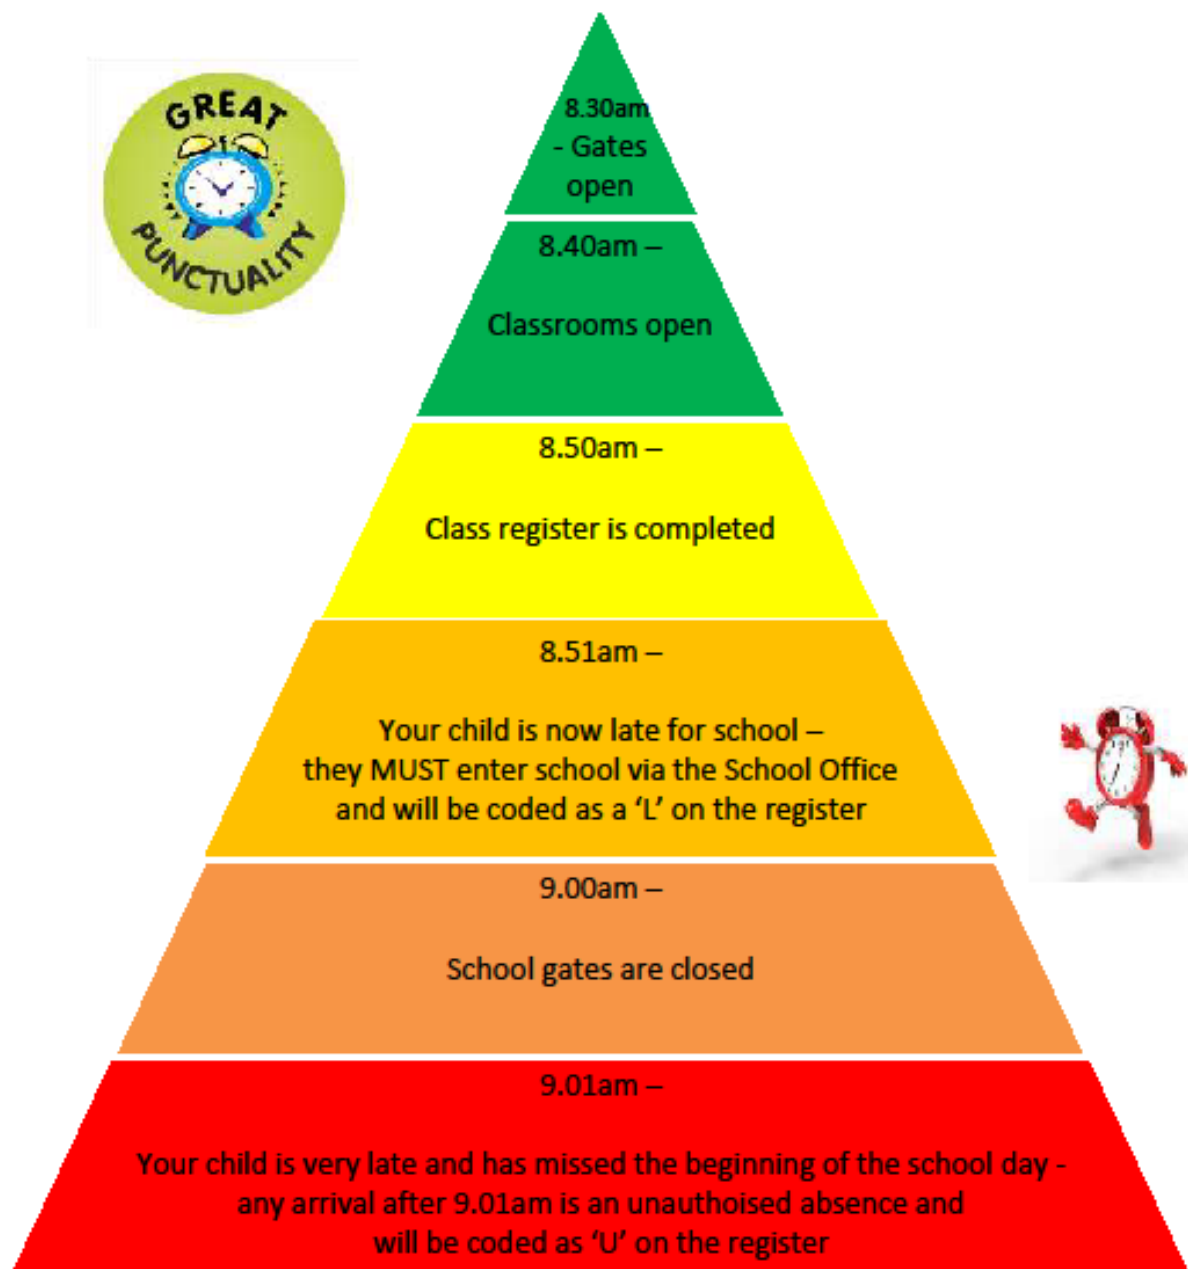 GREAT
PUNCTUALITY
8.30am
- Gates
open
8.40am –
Classrooms open
8.50am –
Class register is completed
8.51am –
Your child is now late for school –
they MUST enter school via the School Office
and will be coded as a ‘L’ on the register
9.00am –
School gates are closed
9.01am –
Your child is very late and has missed the beginning of the school day -
any arrival after 9.01am is an unauthoised absence and
will be coded as ‘U’ on the register